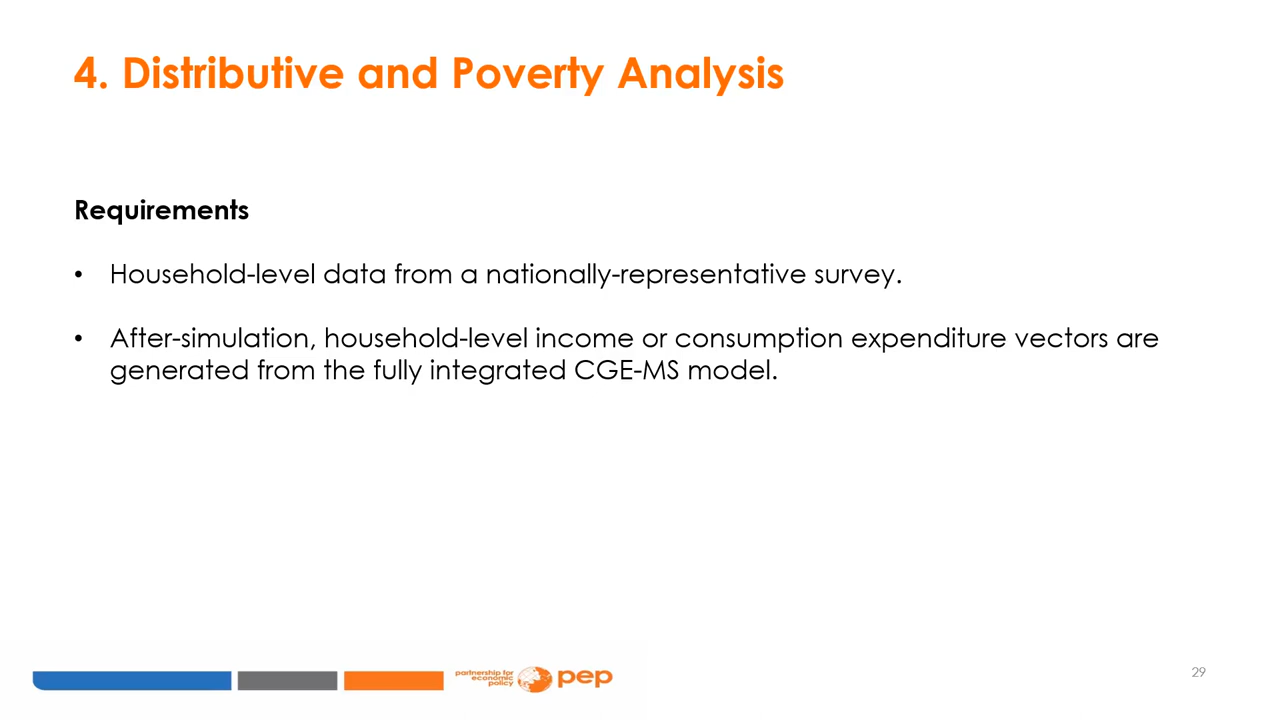 4. Distributive and Poverty Analysis
Requirements
• Household-level data from a nationally-representative survey.
• After-simulation, household-level income or consumption expenditure vectors are
generated from the fully integrated CGE-MS model.
partnership for
economic
policy
pep
29